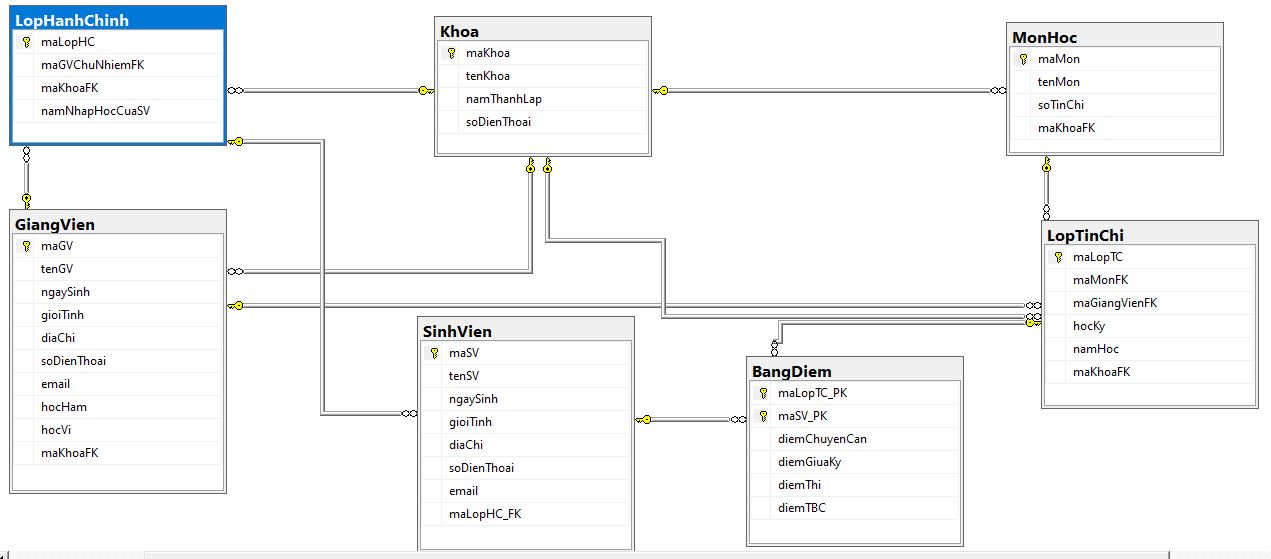 LopHanhChinh
maLopHC
maGVChuNhiemFK
maKhoaFK
namNhapHocCuaSV
Khoa
maKhoa
tenKhoa
namThanhLap
soDienThoai
MonHoc
maMon
tenMon
soTinChi
maKhoaFK
GiangVien
maGV
tenGV
ngaySinh
gioiTinh
diaChi
soDienThoai
email
hocHam
hocVi
maKhoaFK
SinhVien
maSV
tenSV
ngaySinh
gioiTinh
diaChi
soDienThoai
email
maLopHC_FK
BangDiem
maLopTC_PK
maSV_PK
diemChuyenCan
diemGiuaKy
diemThi
diemTBC
LopTinChi
maLopTC
maMonFK
maGiangVienFK
hocKy
namHoc
maKhoaFK